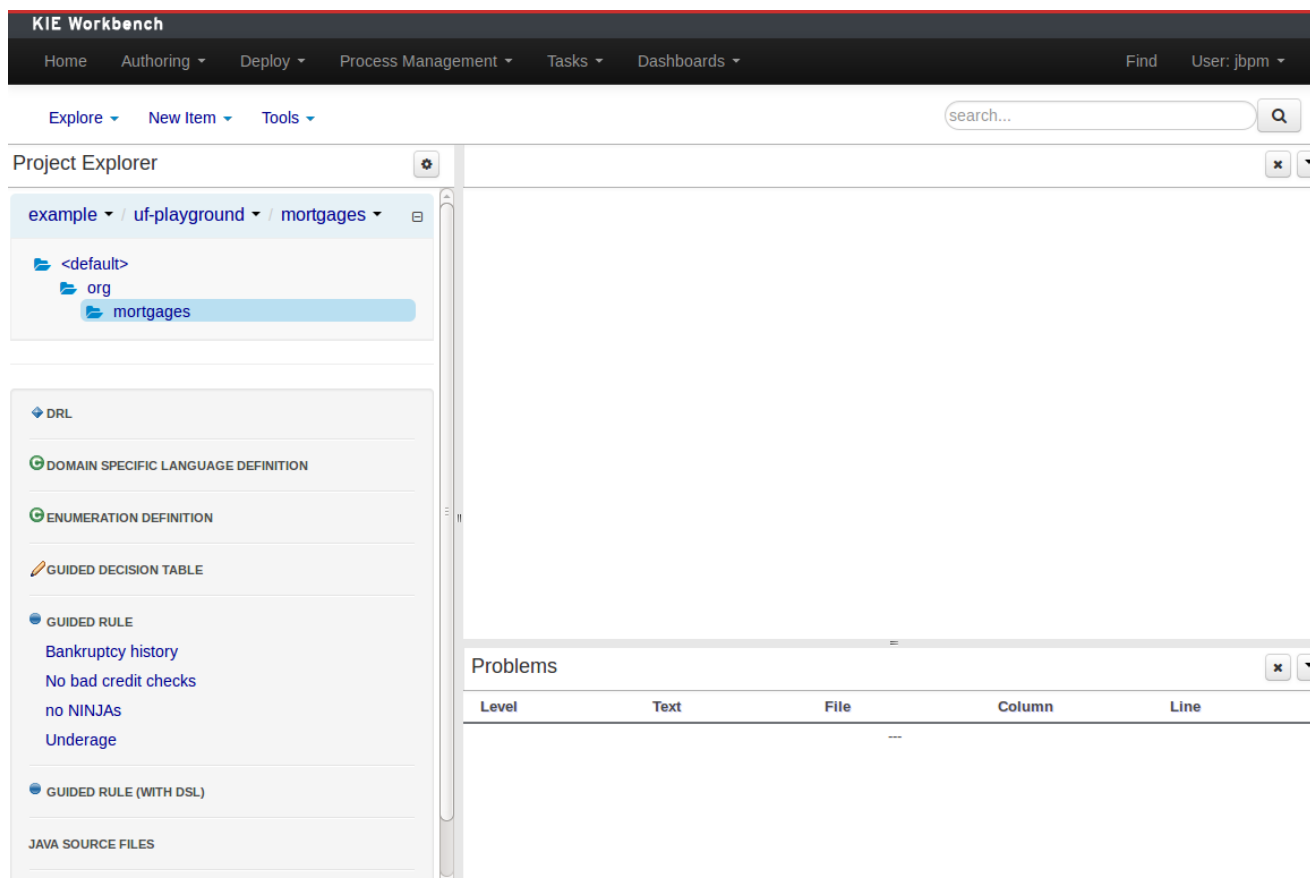 KIE Workbench
Home Authoring Deploy Process Management Tasks Dashboards Find User: jbpm
Explore New Item Tools search...
Project Explorer
example / uf-playground / mortgages
<default>
org
mortgages
DRL
DOMAIN SPECIFIC LANGUAGE DEFINITION
ENUMERATION DEFINITION
GUIDED DECISION TABLE
GUIDED RULE
Bankruptcy history
No bad credit checks
no NINJAs
Underage
GUIDED RULE (WITH DSL)
JAVA SOURCE FILES
Problems
Level Text File Column Line
---